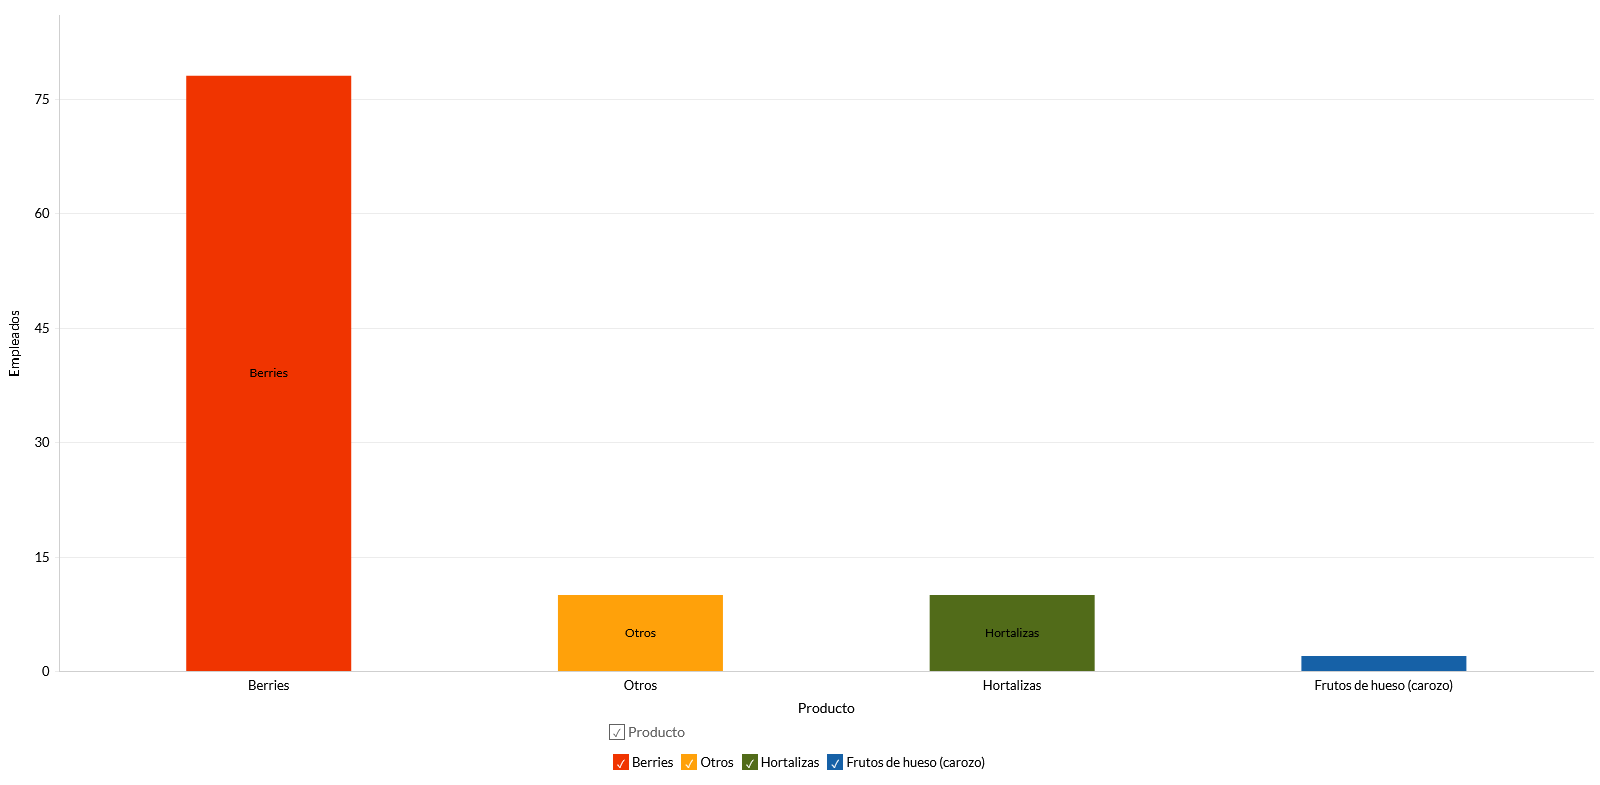 75
60
45
30
15
0
Empleados
Berries
Otros
Hortalizas
Berries
Otros
Hortalizas
Frutos de hueso (carozo)
Producto
Producto
Berries Otros Hortalizas Frutos de hueso (carozo)